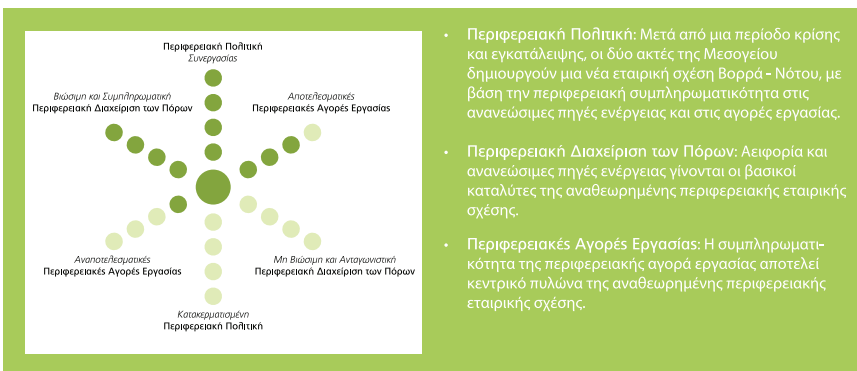 Περιφερειακή Πολιτική
Συνεργασίας
Βιώσιμη και Συμπληρωματική
Περιφερειακή Διαχείριση των Πόρων
Αποτελεσματικές
Περιφερειακές Αγορές Εργασίας
Αναποτελεσματικές
Περιφερειακές Αγορές Εργασίας
Μη Βιώσιμη και Ανταγωνιστική
Περιφερειακή Διαχείριση των Πόρων
Κατακερματισμένη
Περιφερειακή Πολιτική
• Περιφερειακή Πολιτική: Μετά από μια περίοδο κρίσης
και εγκατάλειψης, οι δύο ακτές της Μεσογείου
δημιουργούν μια νέα εταιρική σχέση Βορρά - Νότου, με
βάση την περιφερειακή συμπληρωματικότητα στις
ανανεώσιμες πηγές ενέργειας και στις αγορές εργασίας.
• Περιφερειακή Διαχείριση των Πόρων: Αειφορία και
ανανεώσιμες πηγές ενέργειας γίνονται οι βασικοί
καταλύτες της αναθεωρημένης περιφερειακής εταιρικής
σχέσης.
• Περιφερειακές Αγορές Εργασίας: Η συμπληρωματι-
κότητα της περιφερειακής αγορά εργασίας αποτελεί
κεντρικό πυλώνα της αναθεωρημένης περιφερειακής
εταιρικής σχέσης.